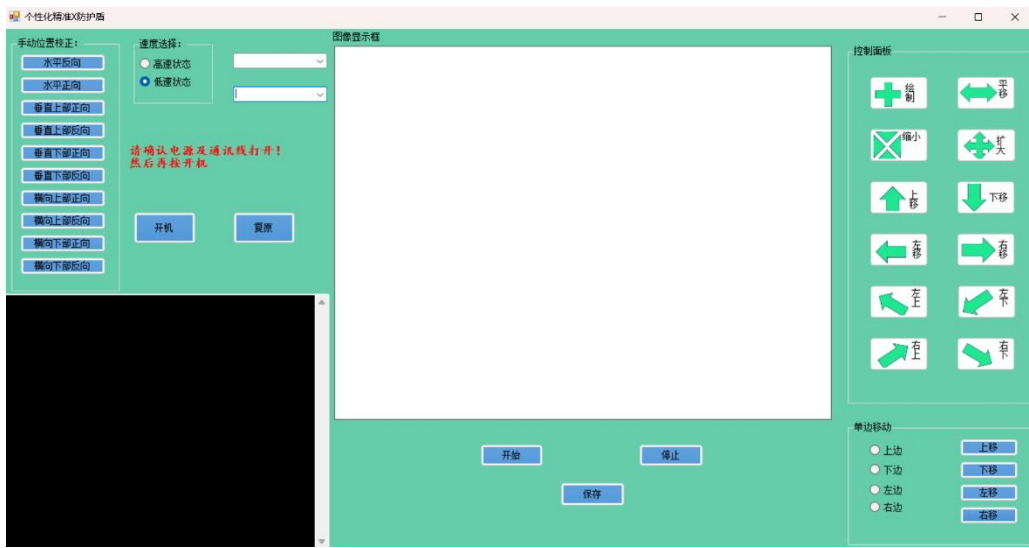 个性化精准X防护盾
手动位置校正:
水平反向
水平正向
垂直上部正向
垂直上部反向
垂直下部正向
垂直下部反向
横向上部正向
横向上部反向
横向下部正向
横向下部反向
速度选择:
高速状态
低速状态
请确认电源及通讯线打开!
然后再按开机
开机
复原
图像显示框
开始
停止
保存
控制面板
绘制
平移
缩小
扩大
上移
下移
左移
右移
左上
左下
右上
右下
单边移动
上边
下边
左边
右边
上移
下移
左移
右移